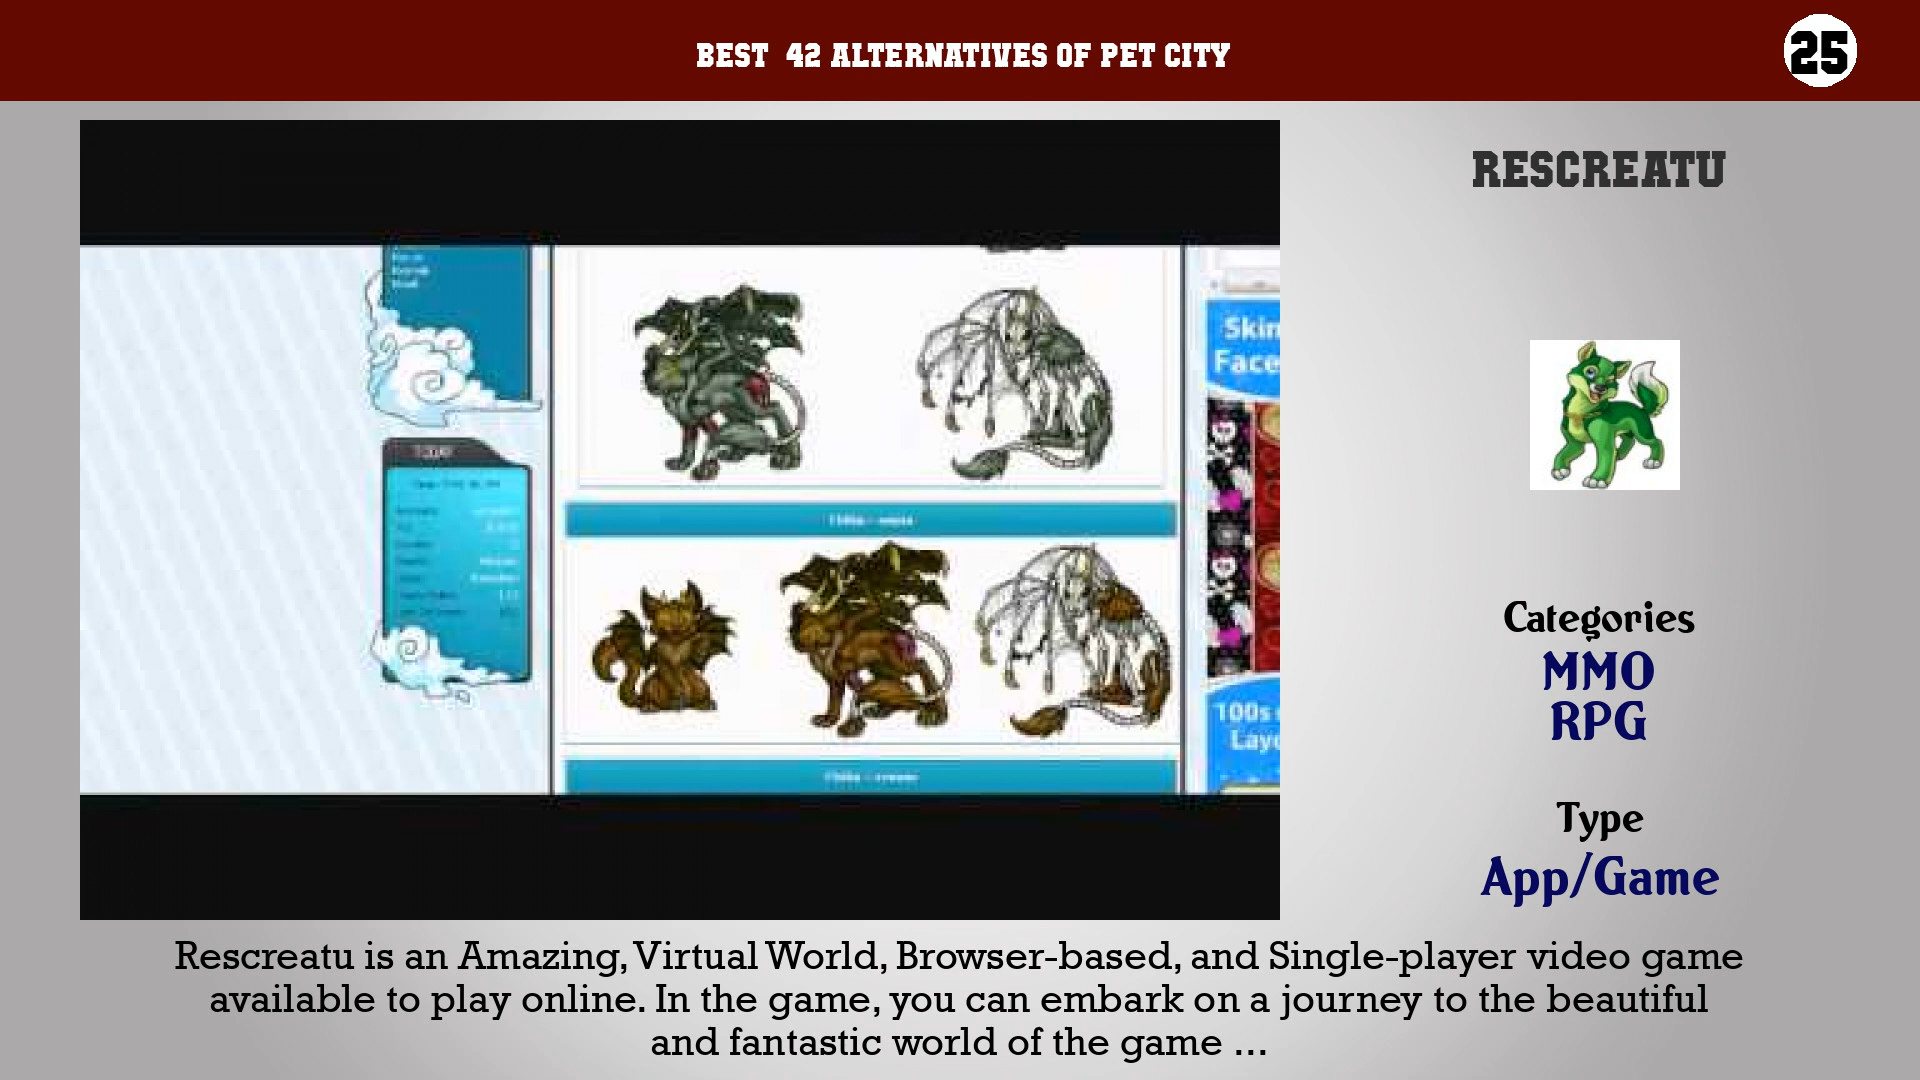 BEST 42 ALTERNATIVES OF PET CITY
25
RESCREATU
Skin
Face
100s
Layo
Categories
MMO
RPG
Type
App/Game
Rescreatu is an Amazing, Virtual World, Browser-based, and Single-player video game
available to play online. In the game, you can embark on a journey to the beautiful
and fantastic world of the game ...